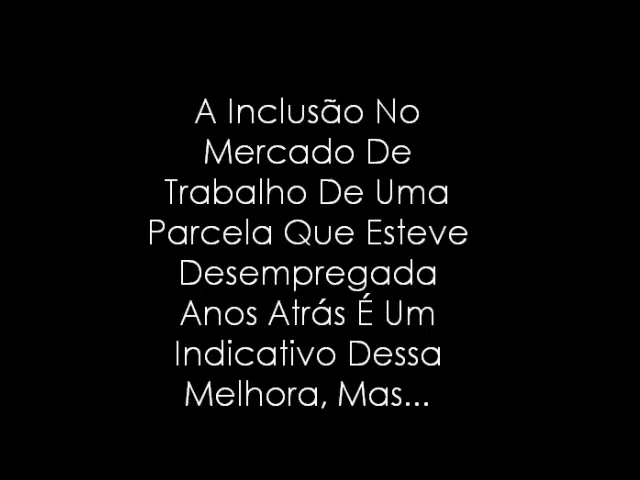 A Inclusão No
Mercado De
Trabalho De Uma
Parcela Que Esteve
Desempregada
Anos Atrás É Um
Indicativo Dessa
Melhora, Mas...